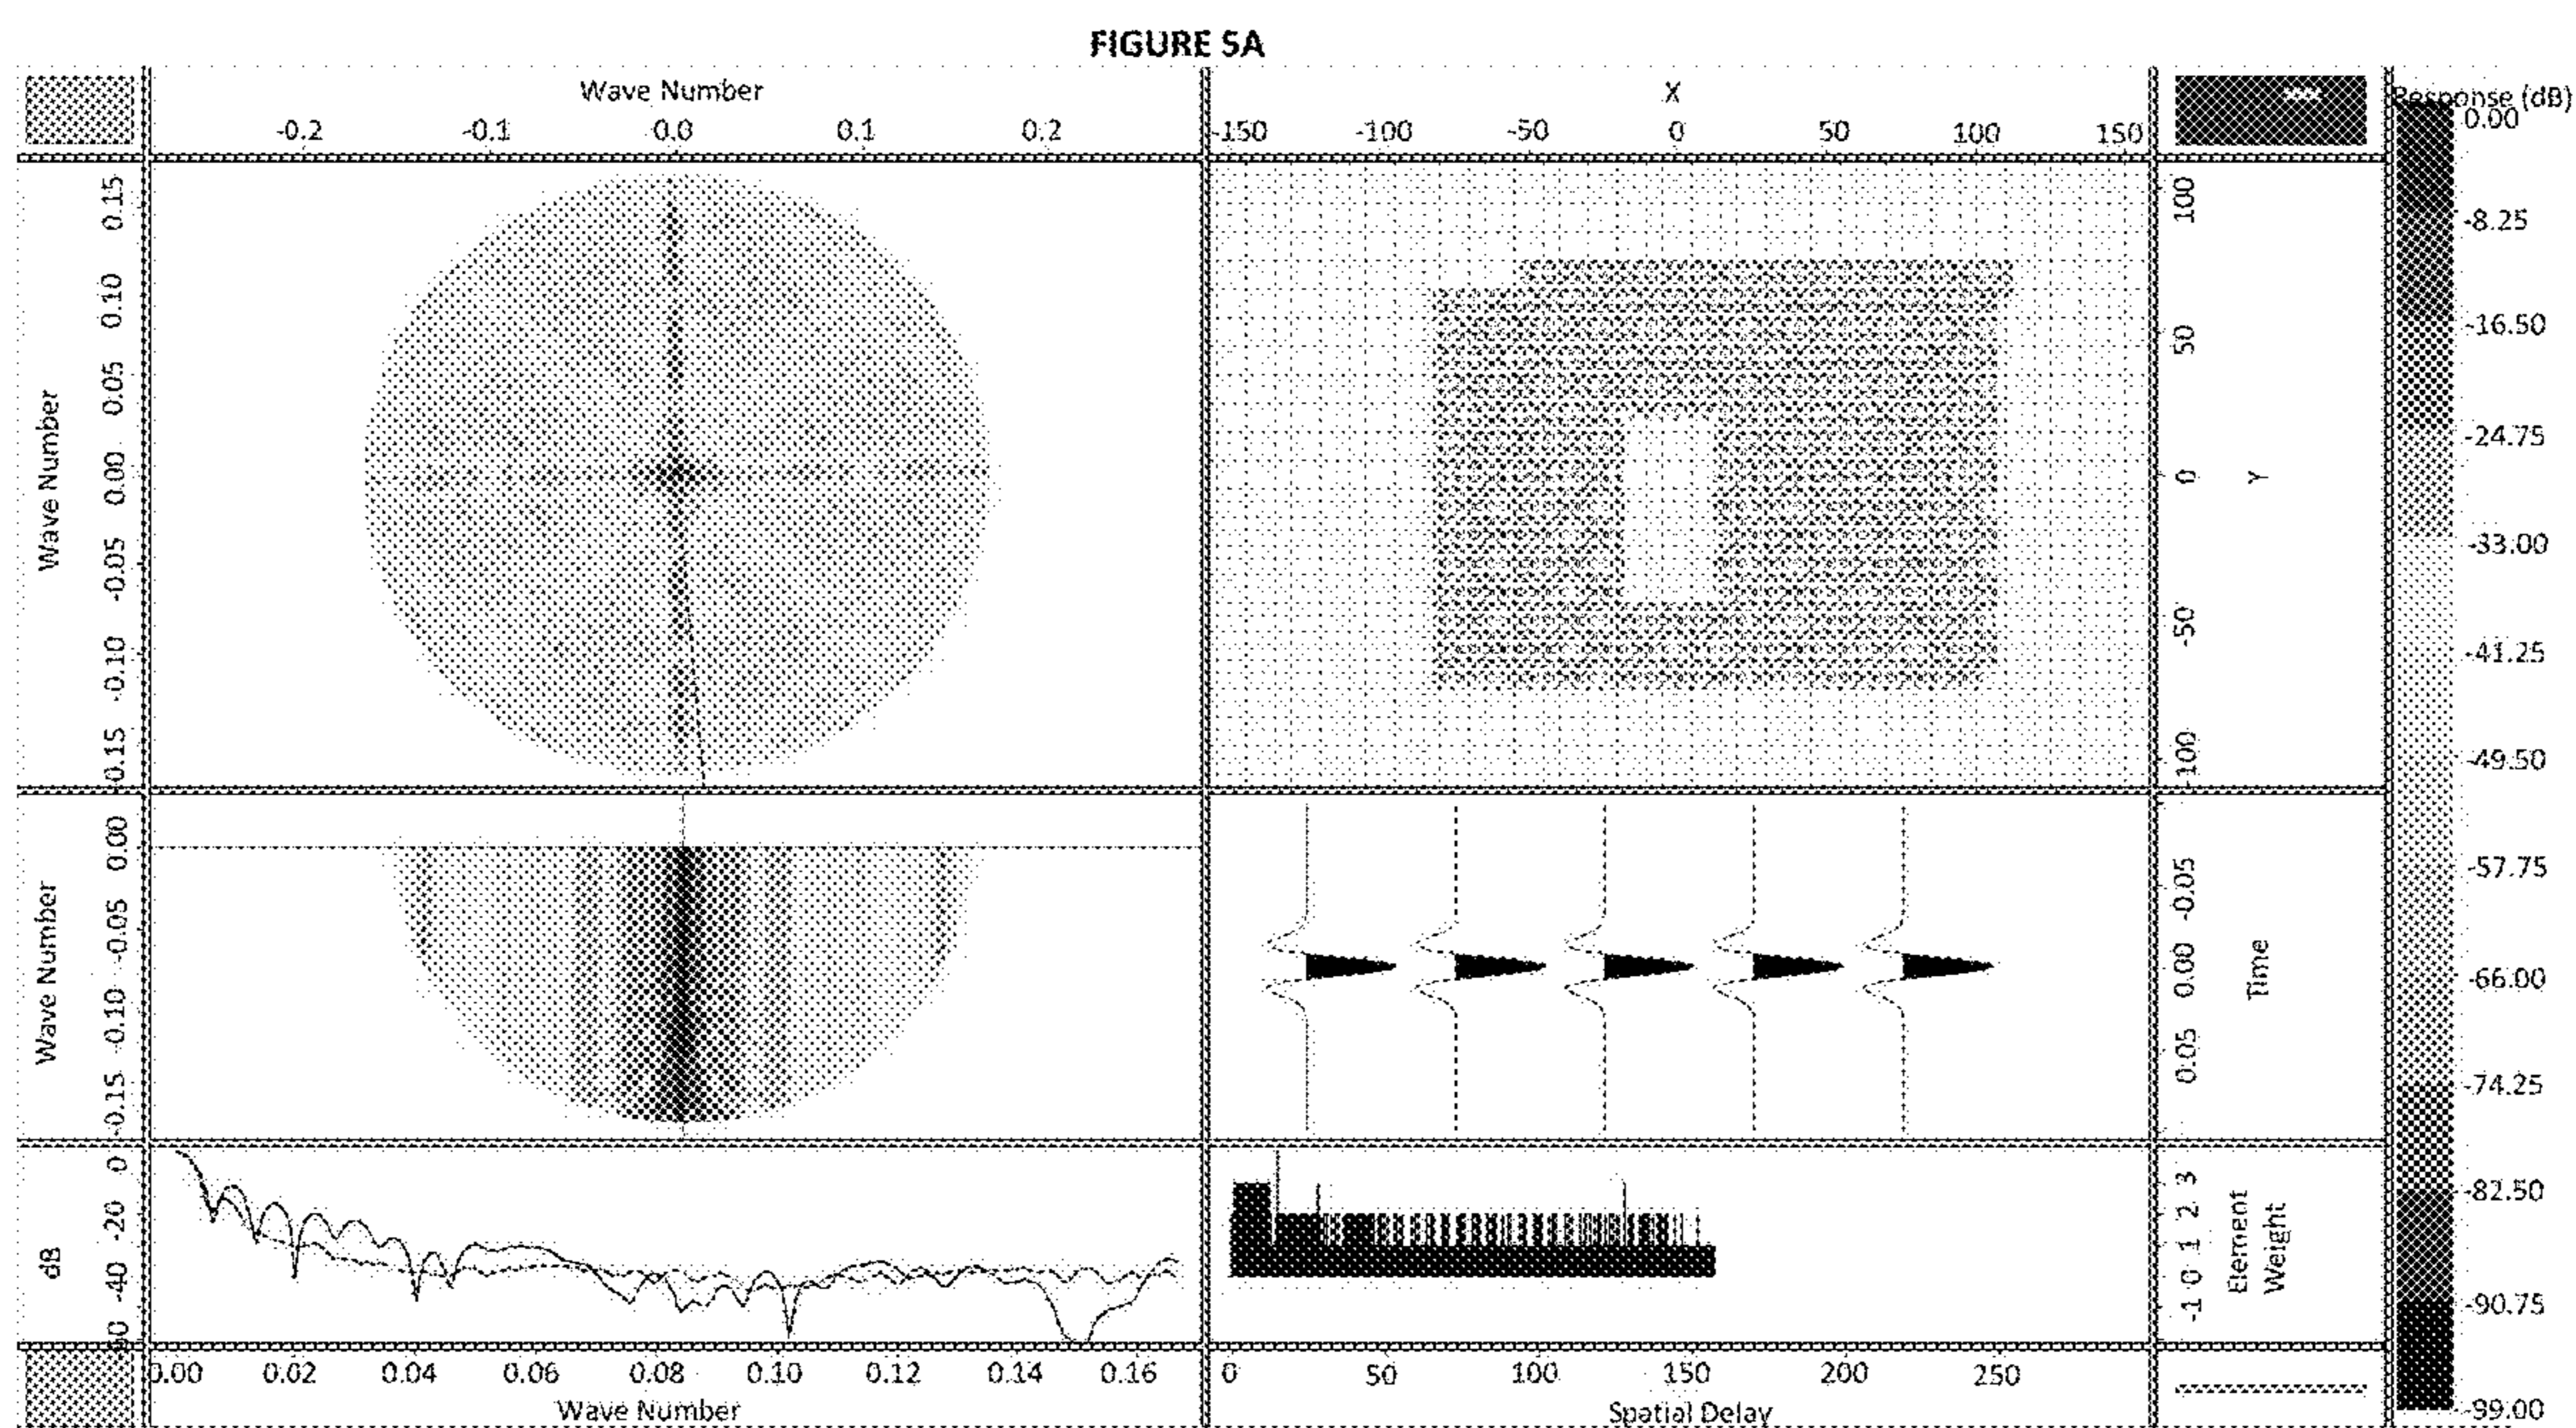 FIGURE 5A
Wave Number
-0.2 -0.1 0.0 0.1 0.2
X
-150 -100 -50 0 50 100 150
Response (dB)
0.00
-8.25
-16.50
-24.75
-33.00
-41.25
-49.50
-57.75
-66.00
-74.25
-82.50
-90.75
-99.00
Wave Number
0.15 0.10 0.05 0.00 -0.05 -0.10 -0.15
100 50 0 -50 -100
Y
Wave Number
0.00 -0.05 -0.10 -0.15
-0.05 0.00 0.05
Time
dB
0 -20 -40
-1 0 1 2 3
Element
Weight
0.00 0.02 0.04 0.06 0.08 0.10 0.12 0.14 0.16
Wave Number
0 50 100 150 200 250
Spatial Delay